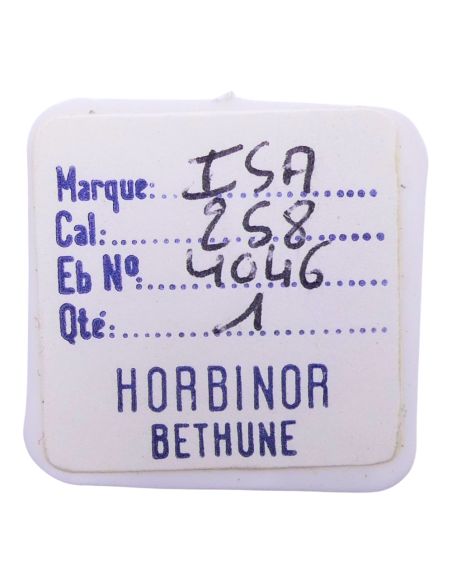 Marque: ISA
Cal: 258
Eb Nº 4046
Qté: 1
HORBINOR
BETHUNE